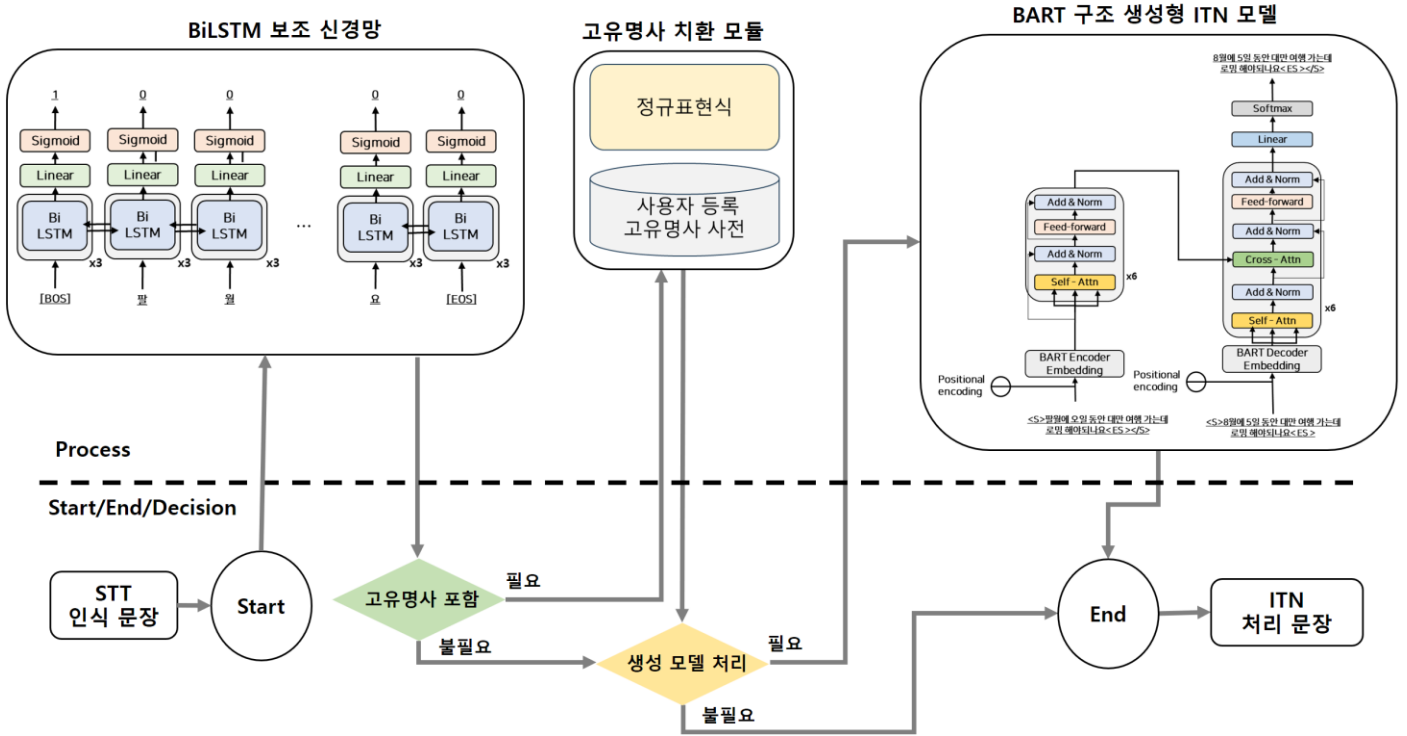 BiLSTM 보조 신경망
1 0 0 0 0
Sigmoid Sigmoid Sigmoid Sigmoid Sigmoid
Linear Linear Linear Linear Linear
Bi LSTM
Bi LSTM
Bi LSTM
...
Bi LSTM
Bi LSTM
x3 x3 x3 x3 x3
[BOS] 팔 월 요 [EOS]
고유명사 치환 모듈
정규표현식
사용자 등록
고유명사 사전
BART 구조 생성형 ITN 모델
8월에 5일 동안 대만 여행 가는데
로밍 해야되나요< ES ></S>
Softmax
Linear
Add & Norm
Feed-forward
Add & Norm
Cross - Attn
Add & Norm
x6
Self - Attn
BART Decoder
Embedding
Positional
encoding
<S>8월에 5일 동안 대만 여행 가는데
로밍 해야되나요< ES >
Add & Norm
Feed-forward
Add & Norm
Self - Attn
x6
BART Encoder
Embedding
Positional
encoding
<S>팔월에 오일 동안 대만 여행 가는데
로밍 해야되나요< ES ></S>
Process
Start/End/Decision
STT
인식 문장
Start
고유명사 포함
필요
불필요
생성 모델 처리
필요
불필요
End
ITN
처리 문장